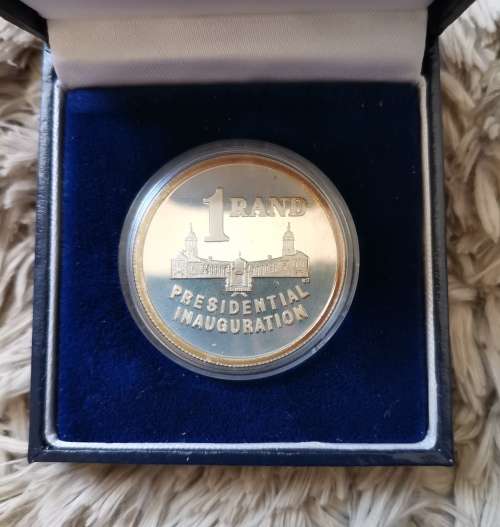 1 RAND
PRESIDENTIAL
INAUGURATION